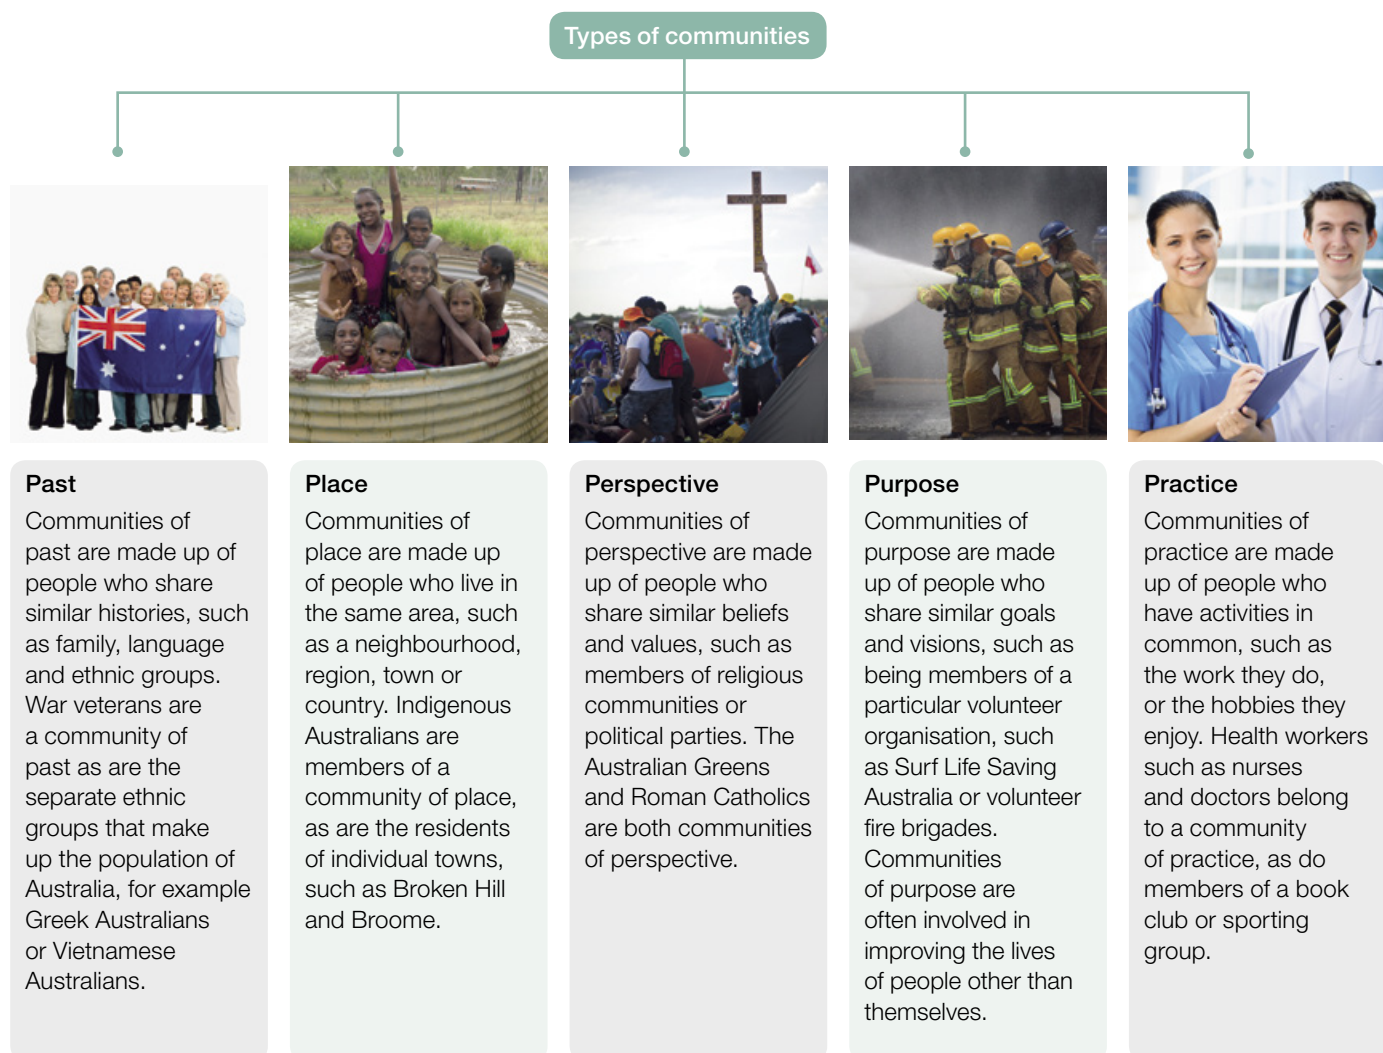 Types of communities
Past
Communities of
past are made up of
people who share
similar histories, such
as family, language
and ethnic groups.
War veterans are
a community of
past as are the
separate ethnic
groups that make
up the population of
Australia, for example
Greek Australians
or Vietnamese
Australians.
Place
Communities of
place are made up
of people who live in
the same area, such
as a neighbourhood,
region, town or
country. Indigenous
Australians are
members of a
community of place,
as are the residents
of individual towns,
such as Broken Hill
and Broome.
Perspective
Communities of
perspective are made
up of people who
share similar beliefs
and values, such as
members of religious
communities or
political parties. The
Australian Greens
and Roman Catholics
are both communities
of perspective.
Purpose
Communities of
purpose are made
up of people who
share similar goals
and visions, such as
being members of a
particular volunteer
organisation, such
as Surf Life Saving
Australia or volunteer
fire brigades.
Communities
of purpose are
often involved in
improving the lives
of people other than
themselves.
Practice
Communities of
practice are made
up of people who
have activities in
common, such as
the work they do,
or the hobbies they
enjoy. Health workers
such as nurses
and doctors belong
to a community
of practice, as do
members of a book
club or sporting
group.